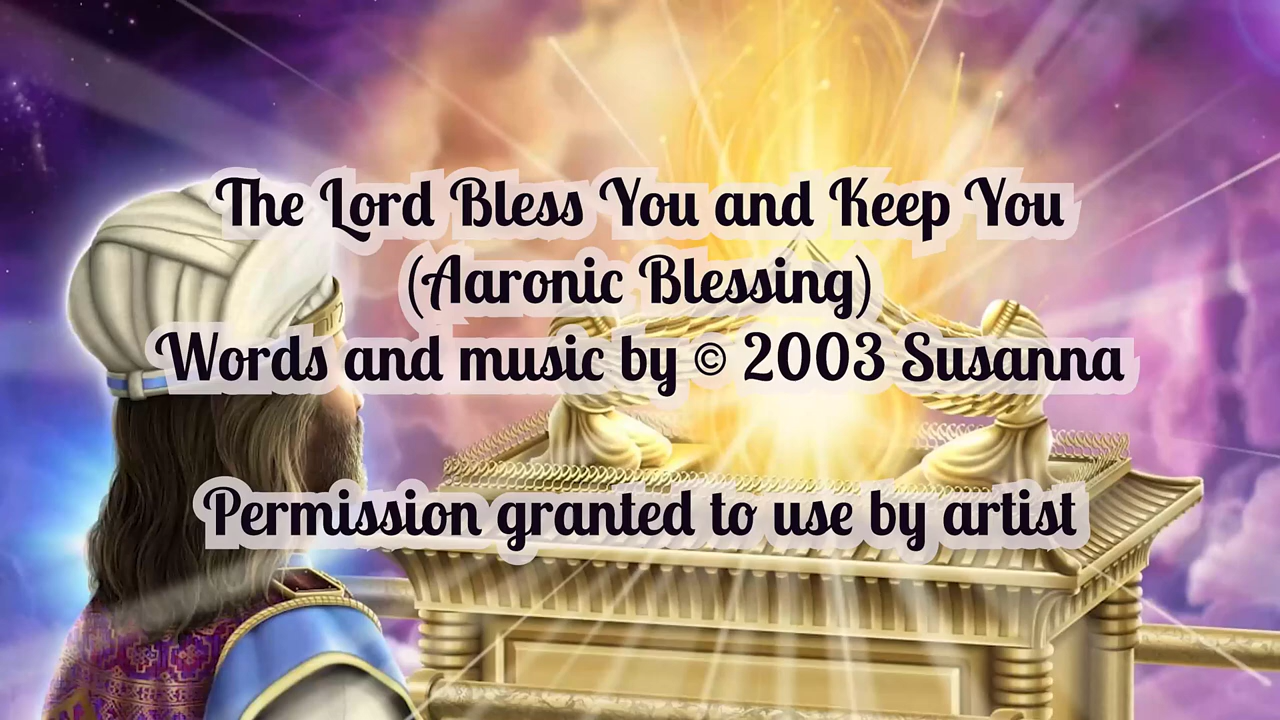 The Lord Bless You and Keep You
(Aaronic Blessing)
Words and music by © 2003 Susanna
Permission granted to use by artist